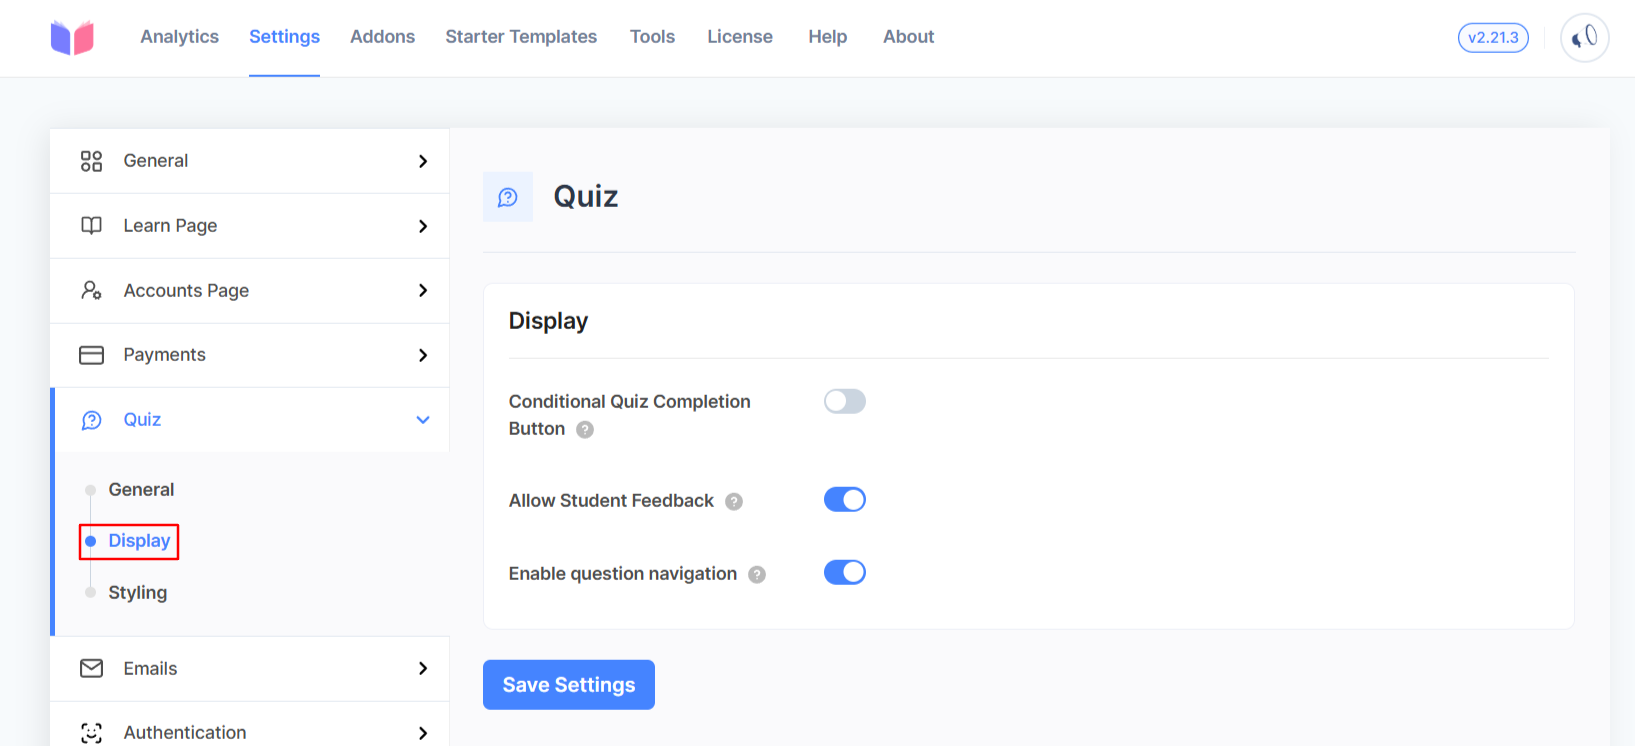 Analytics Settings Addons Starter Templates Tools License Help About v2.21.3
General
Learn Page
Accounts Page
Payments
Quiz
General
Display
Styling
Emails
Authentication
Quiz
Display
Conditional Quiz Completion
Button ?
Allow Student Feedback ?
Enable question navigation ?
Save Settings